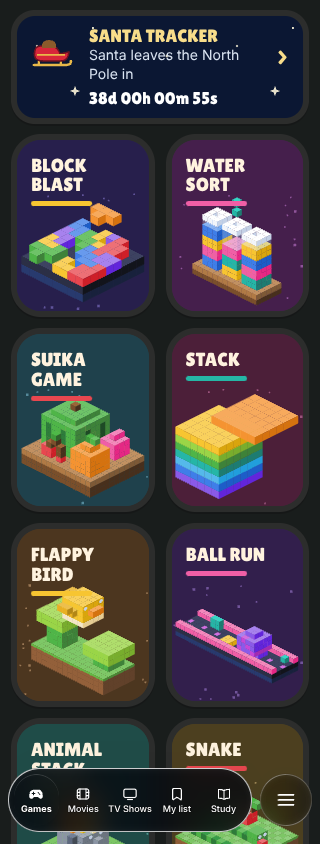 SANTA TRACKER
Santa leaves the North
Pole in
38d 00h 00m 55s
BLOCK
BLAST
WATER
SORT
SUIKA
GAME
STACK
FLAPPY
BIRD
BALL RUN
ANIMAL
STACK
SNAKE
Games
Movies
TV Shows
My list
Study